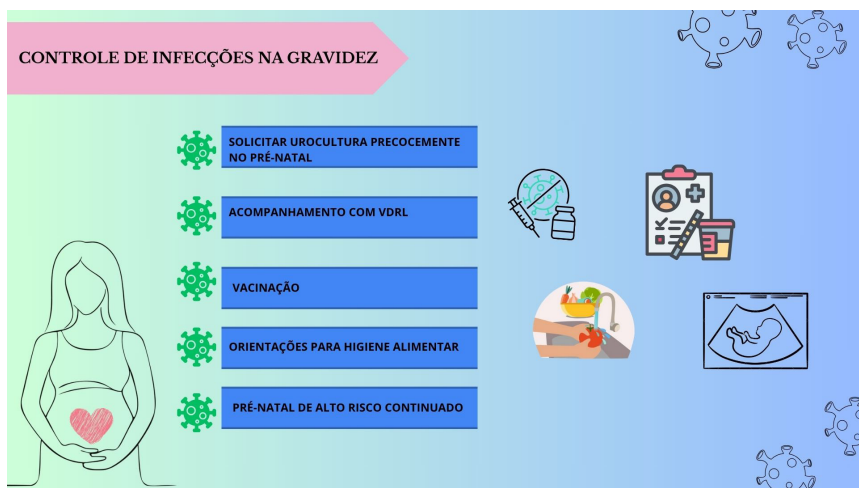 CONTROLE DE INFECÇÕES NA GRAVIDEZ
SOLICITAR UROCULTURA PRECOCEMENTE
NO PRÉ-NATAL
ACOMPANHAMENTO COM VDRL
VACINAÇÃO
ORIENTAÇÕES PARA HIGIENE ALIMENTAR
PRÉ-NATAL DE ALTO RISCO CONTINUADO